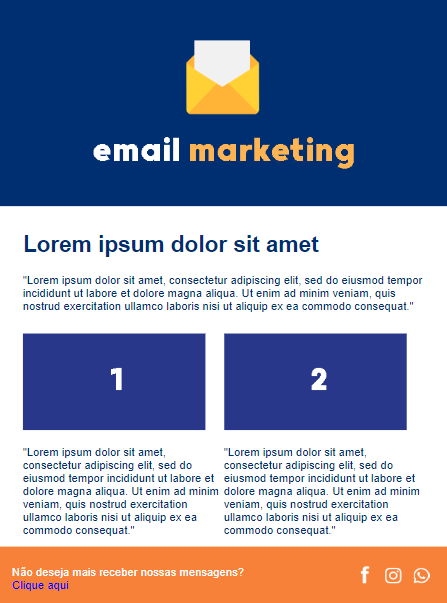 email marketing
Lorem ipsum dolor sit amet
"Lorem ipsum dolor sit amet, consectetur adipiscing elit, sed do eiusmod tempor
incididunt ut labore et dolore magna aliqua. Ut enim ad minim veniam, quis
nostrud exercitation ullamco laboris nisi ut aliquip ex ea commodo consequat."
1
2
"Lorem ipsum dolor sit amet,
consectetur adipiscing elit, sed do
eiusmod tempor incididunt ut labore et
dolore magna aliqua. Ut enim ad minim
veniam, quis nostrud exercitation
ullamco laboris nisi ut aliquip ex ea
commodo consequat."
"Lorem ipsum dolor sit amet,
consectetur adipiscing elit, sed do
eiusmod tempor incididunt ut labore et
dolore magna aliqua. Ut enim ad minim
veniam, quis nostrud exercitation
ullamco laboris nisi ut aliquip ex ea
commodo consequat."
Não deseja mais receber nossas mensagens?
Clique aqui